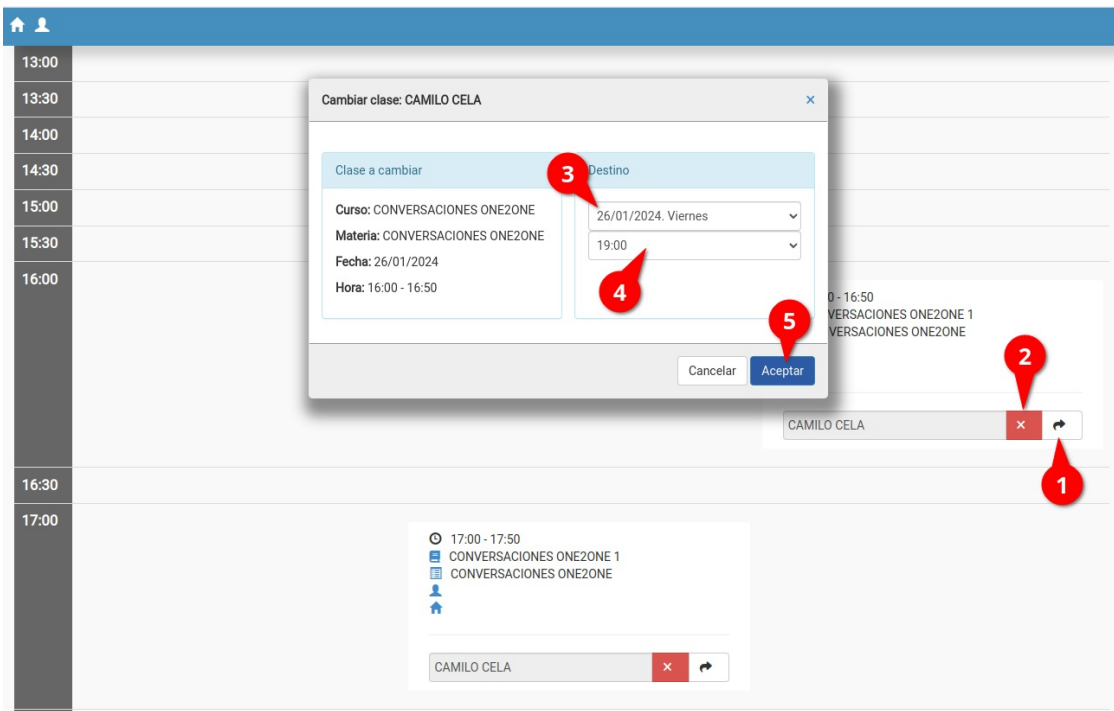 13:00
13:30
14:00
14:30
15:00
15:30
16:00
16:30
17:00
Cambiar clase: CAMILO CELA
×
Clase a cambiar
Curso: CONVERSACIONES ONE2ONE
Materia: CONVERSACIONES ONE2ONE
Fecha: 26/01/2024
Hora: 16:00 - 16:50
3
Destino
26/01/2024. Viernes
19:00
4
5
Cancelar
Aceptar
0 - 16:50
VERSACIONES ONE2ONE 1
VERSACIONES ONE2ONE
2
CAMILO CELA
×
1
17:00 - 17:50
CONVERSACIONES ONE2ONE 1
CONVERSACIONES ONE2ONE
CAMILO CELA
×